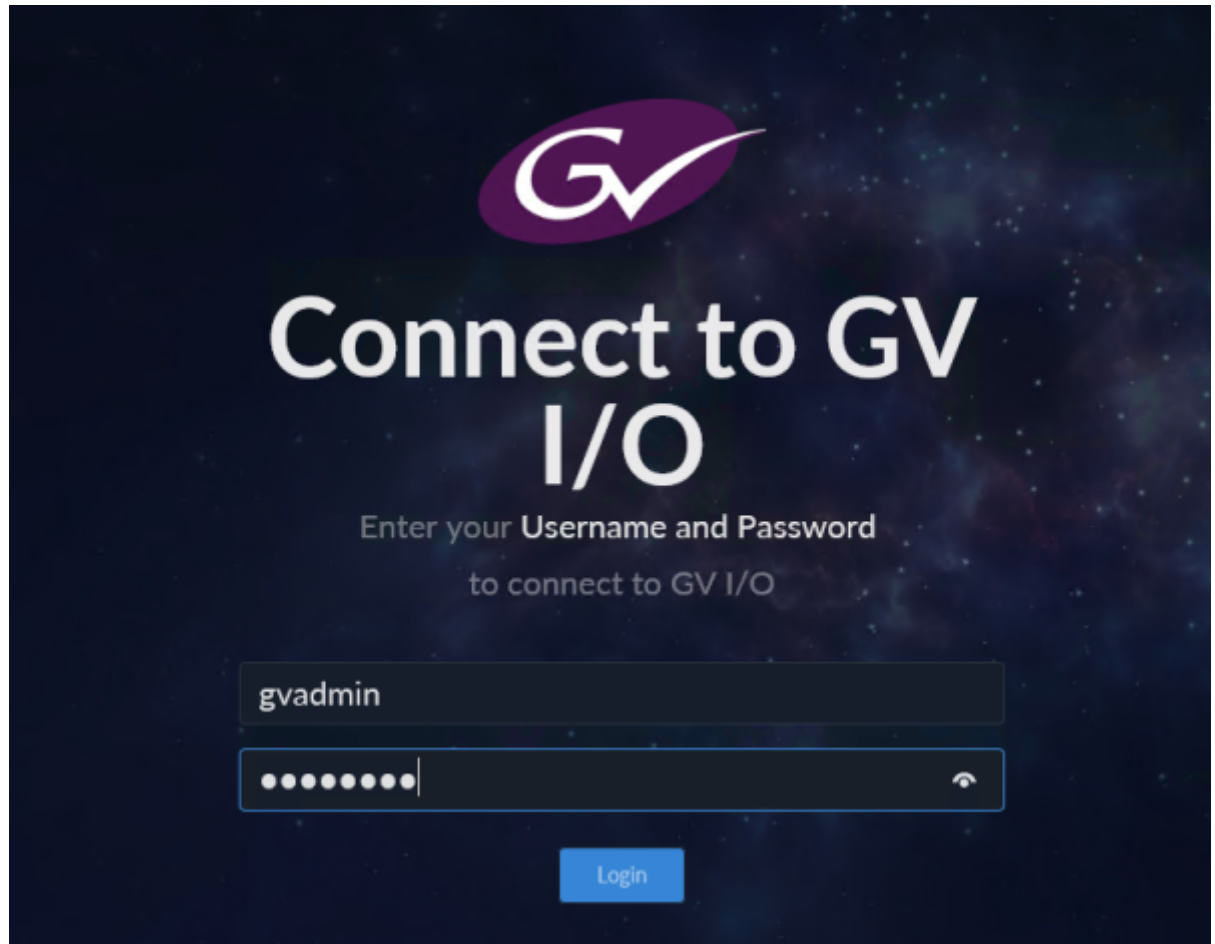 GV
Connect to GV
I/O
Enter your Username and Password
to connect to GV I/O
gvadmin
●●●●●●●●
Login